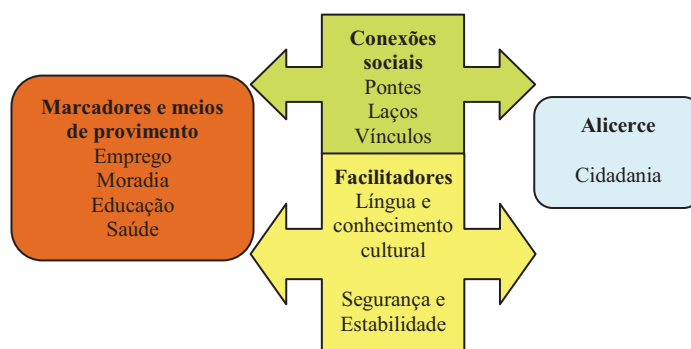 Marcadores e meios
de provimento
Emprego
Moradia
Educação
Saúde
Conexões
sociais
Pontes
Laços
Vínculos
Facilitadores
Língua e
conhecimento
cultural
Segurança e
Estabilidade
Alicerce
Cidadania